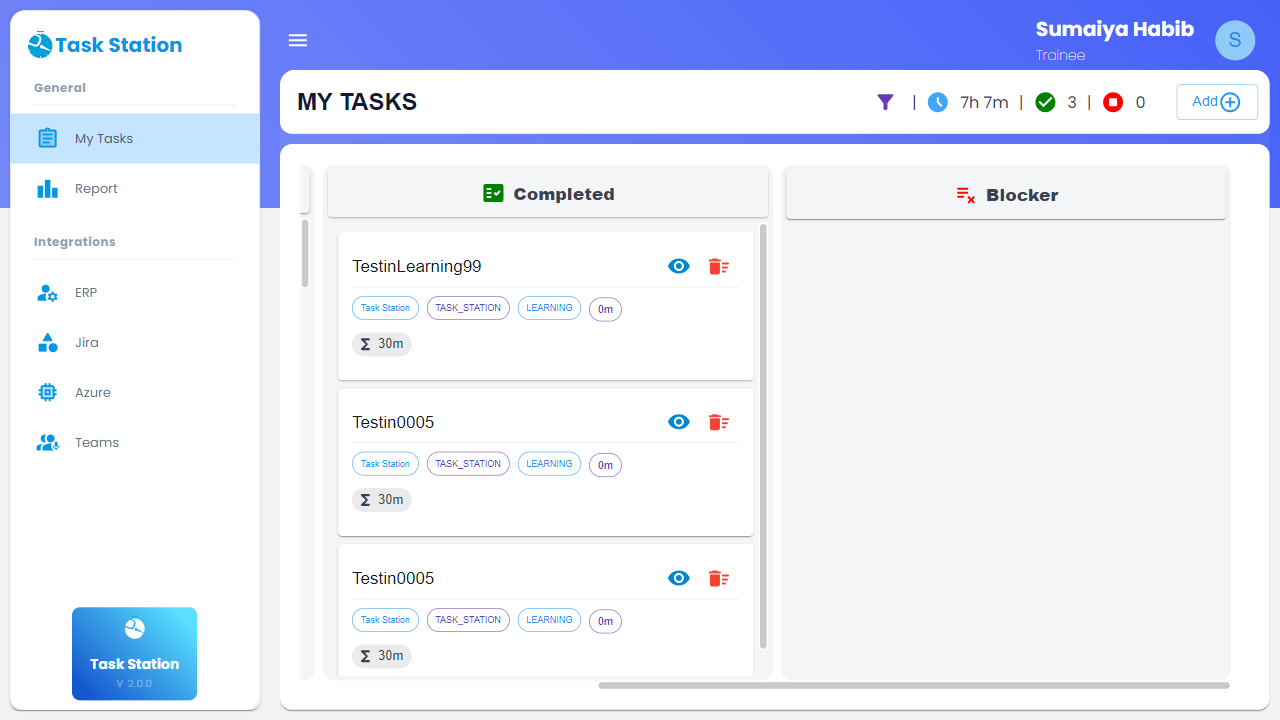 Task Station
General
My Tasks
Report
Integrations
ERP
Jira
Azure
Teams
Task Station
V 2.0.0
Sumaiya Habib
Trainee
S
MY TASKS
| 7h 7m | 3 | 0
Add
Completed
TestinLearning99
Task Station TASK_STATION LEARNING 0m
Σ 30m
Testin0005
Task Station TASK_STATION LEARNING 0m
Σ 30m
Testin0005
Task Station TASK_STATION LEARNING 0m
Σ 30m
Blocker